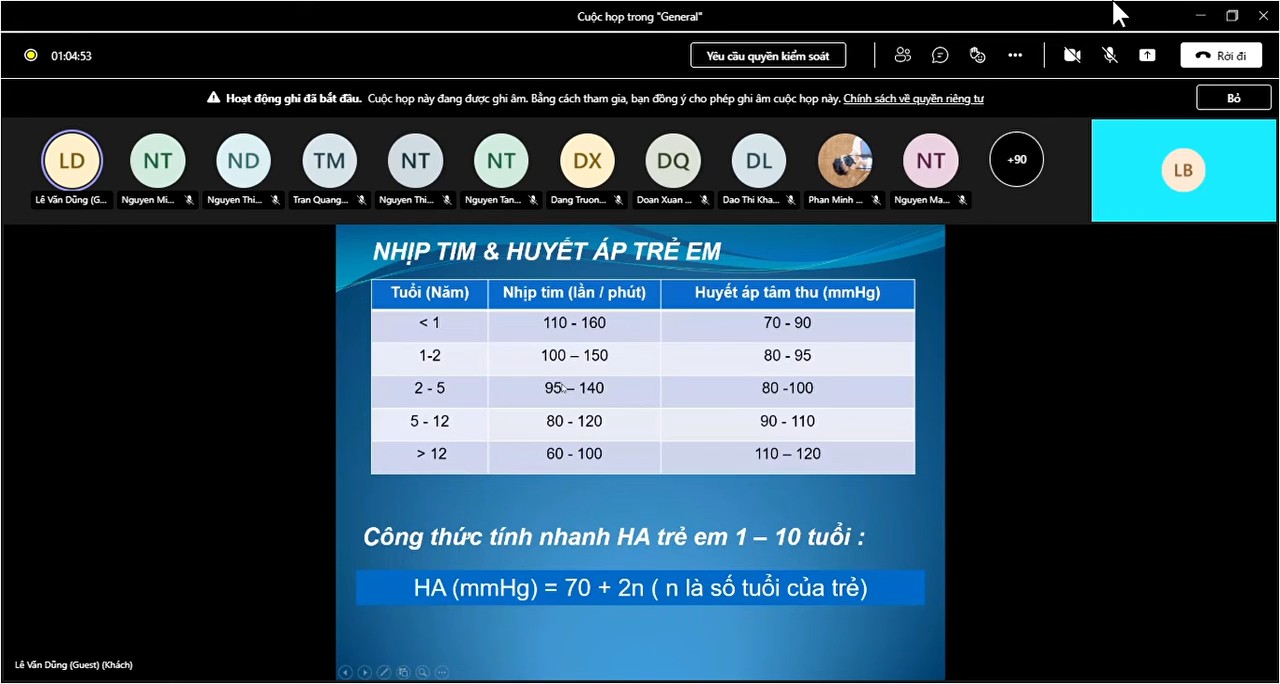 Cuộc họp trong "General"
01:04:53
Yêu cầu quyền kiểm soát
Rời đi
Hoạt động ghi đã bắt đầu. Cuộc họp này đang được ghi âm. Bằng cách tham gia, bạn đồng ý cho phép ghi âm cuộc họp này. Chính sách về quyền riêng tư
Bỏ
LD NT ND TM NT NT DX DQ DL NT +90 LB
Lê Văn Dũng (G... Nguyen Mi... Nguyen Thi... Tran Quang... Nguyen Thi... Nguyen Tan... Dang Truon... Doan Xuan ... Dao Thi Kha... Phan Minh ... Nguyen Ma...
NHỊP TIM & HUYẾT ÁP TRẺ EM
Tuổi (Năm) Nhịp tim (lần / phút) Huyết áp tâm thu (mmHg)
< 1 110 - 160 70 - 90
1-2 100 – 150 80 - 95
2 - 5 95 – 140 80 -100
5 - 12 80 - 120 90 - 110
> 12 60 - 100 110 – 120
Công thức tính nhanh HA trẻ em 1 – 10 tuổi :
HA (mmHg) = 70 + 2n ( n là số tuổi của trẻ)
Lê Văn Dũng (Guest) (Khách)